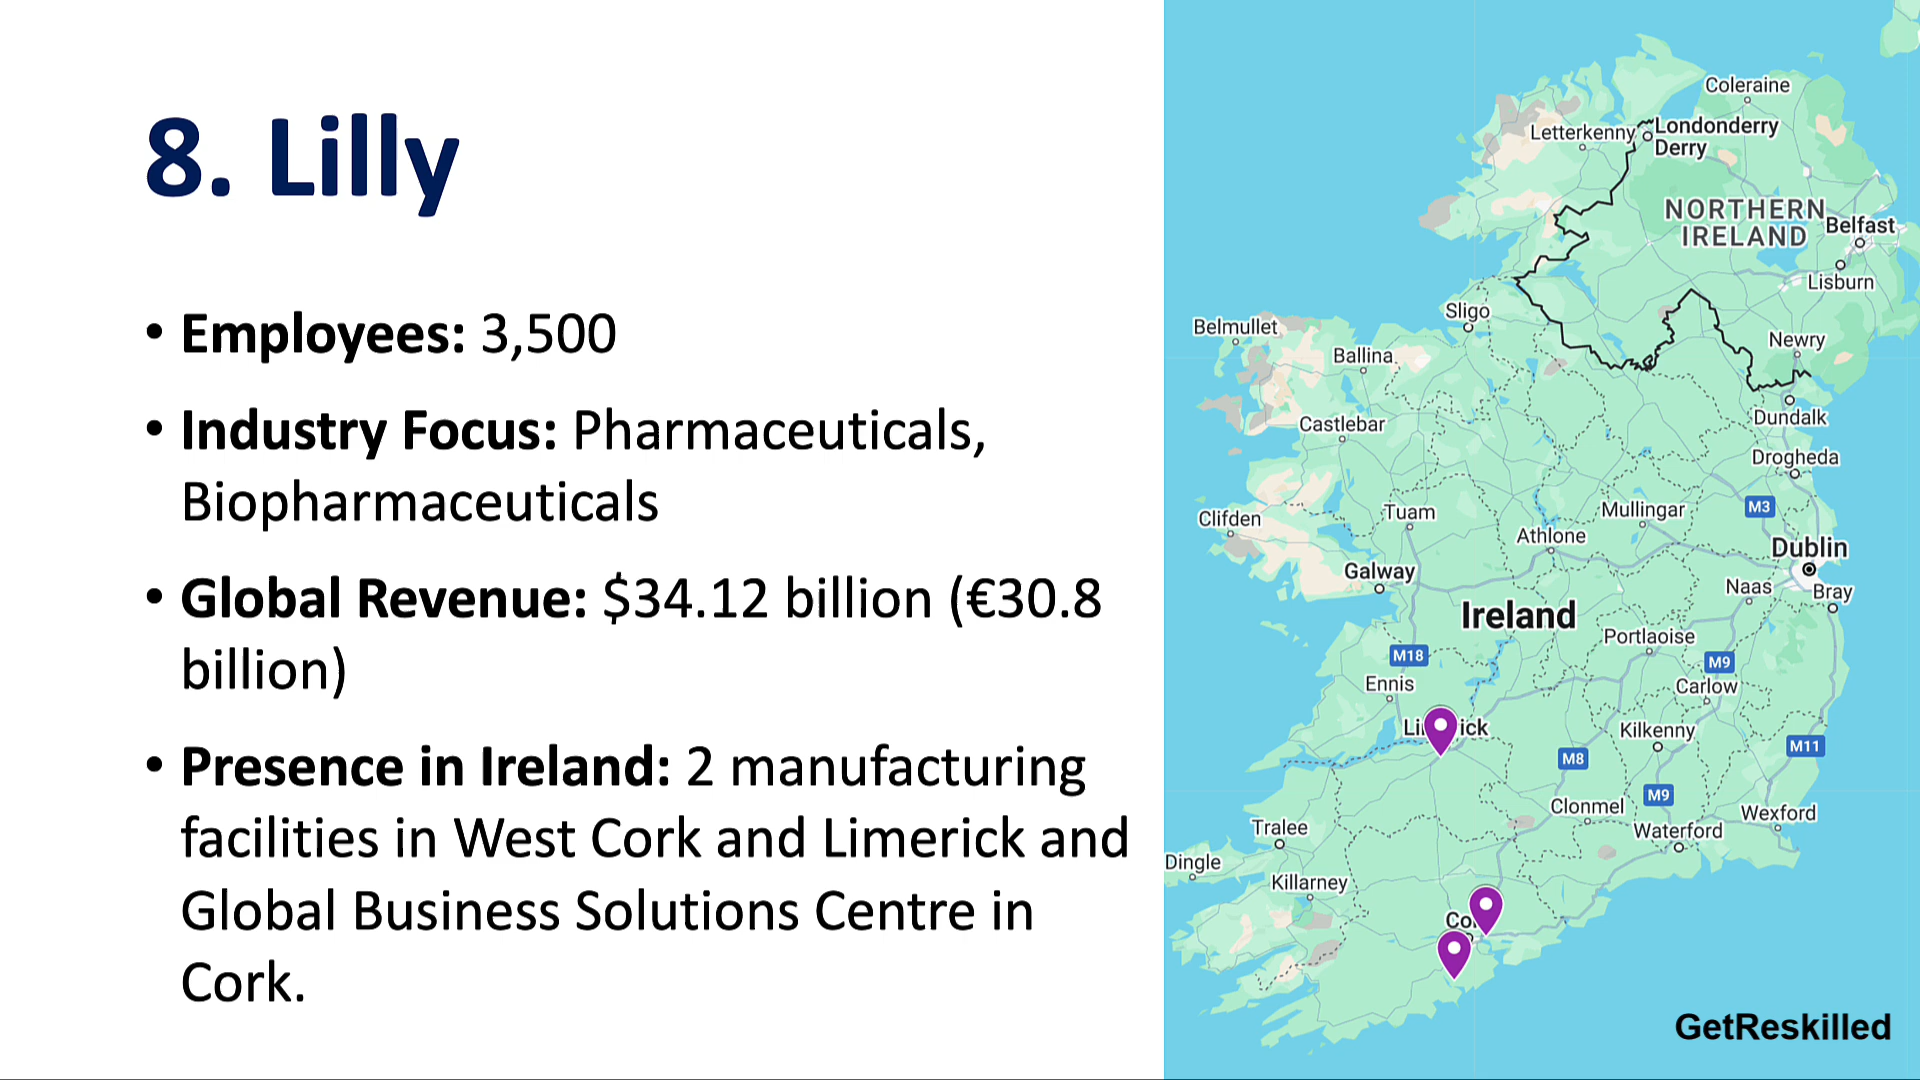 8. Lilly
• Employees: 3,500
• Industry Focus: Pharmaceuticals,
Biopharmaceuticals
• Global Revenue: $34.12 billion (€30.8
billion)
• Presence in Ireland: 2 manufacturing
facilities in West Cork and Limerick and
Global Business Solutions Centre in
Cork.
Coleraine
Letterkenny
Londonderry
Derry
NORTHERN
IRELAND
Belfast
Lisburn
Sligo
Belmullet
Newry
Ballina
Dundalk
Castlebar
Drogheda
M3
Tuam
Mullingar
Clifden
Athlone
Dublin
Galway
Naas
Bray
Ireland
Portlaoise
M18
M9
Ennis
Carlow
Kilkenny
M11
M8
M9
Clonmel
Wexford
Tralee
Waterford
Dingle
Killarney
GetReskilled